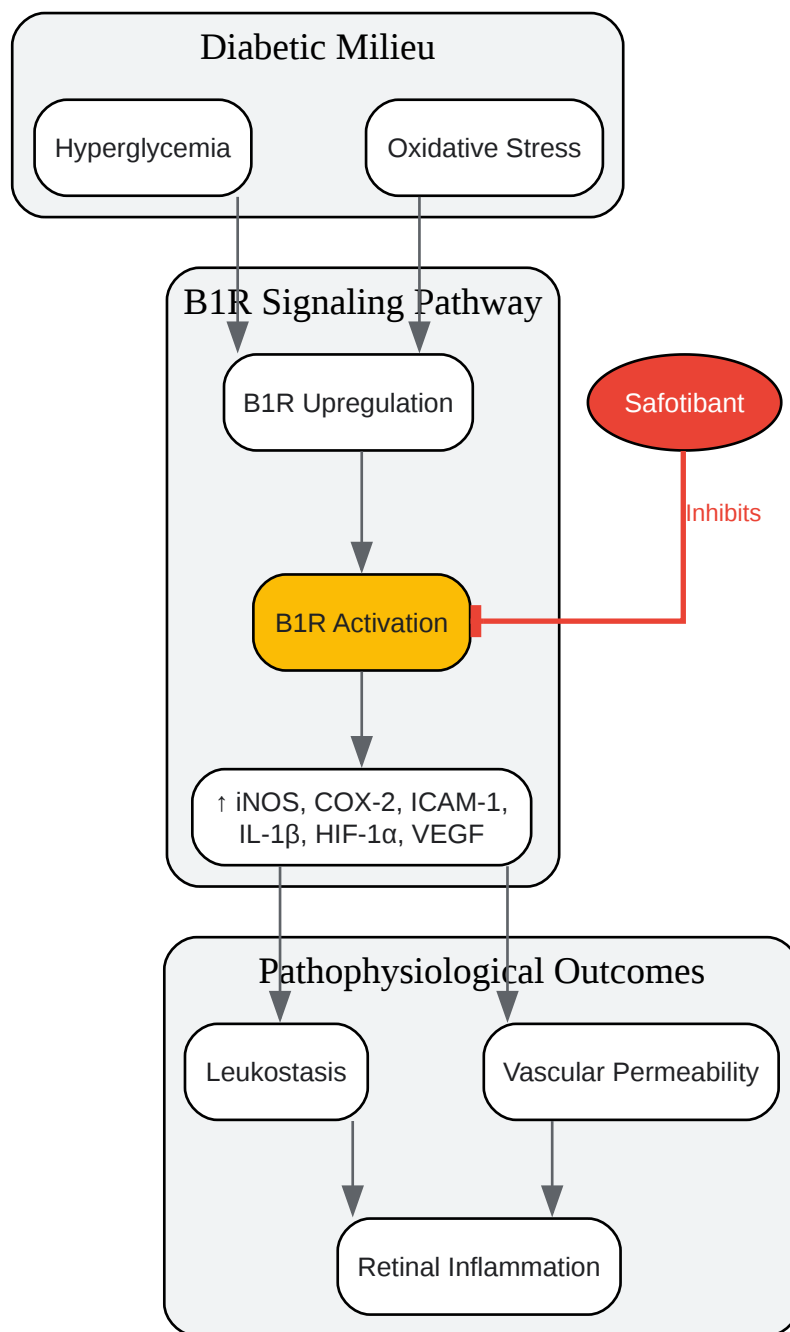 Diabetic Milieu
Hyperglycemia
Oxidative Stress
B1R Signaling Pathway
B1R Upregulation
Safotibant
Inhibits
B1R Activation
↑ iNOS, COX-2, ICAM-1,
IL-1β, HIF-1α, VEGF
Pathophysiological Outcomes
Leukostasis
Vascular Permeability
Retinal Inflammation